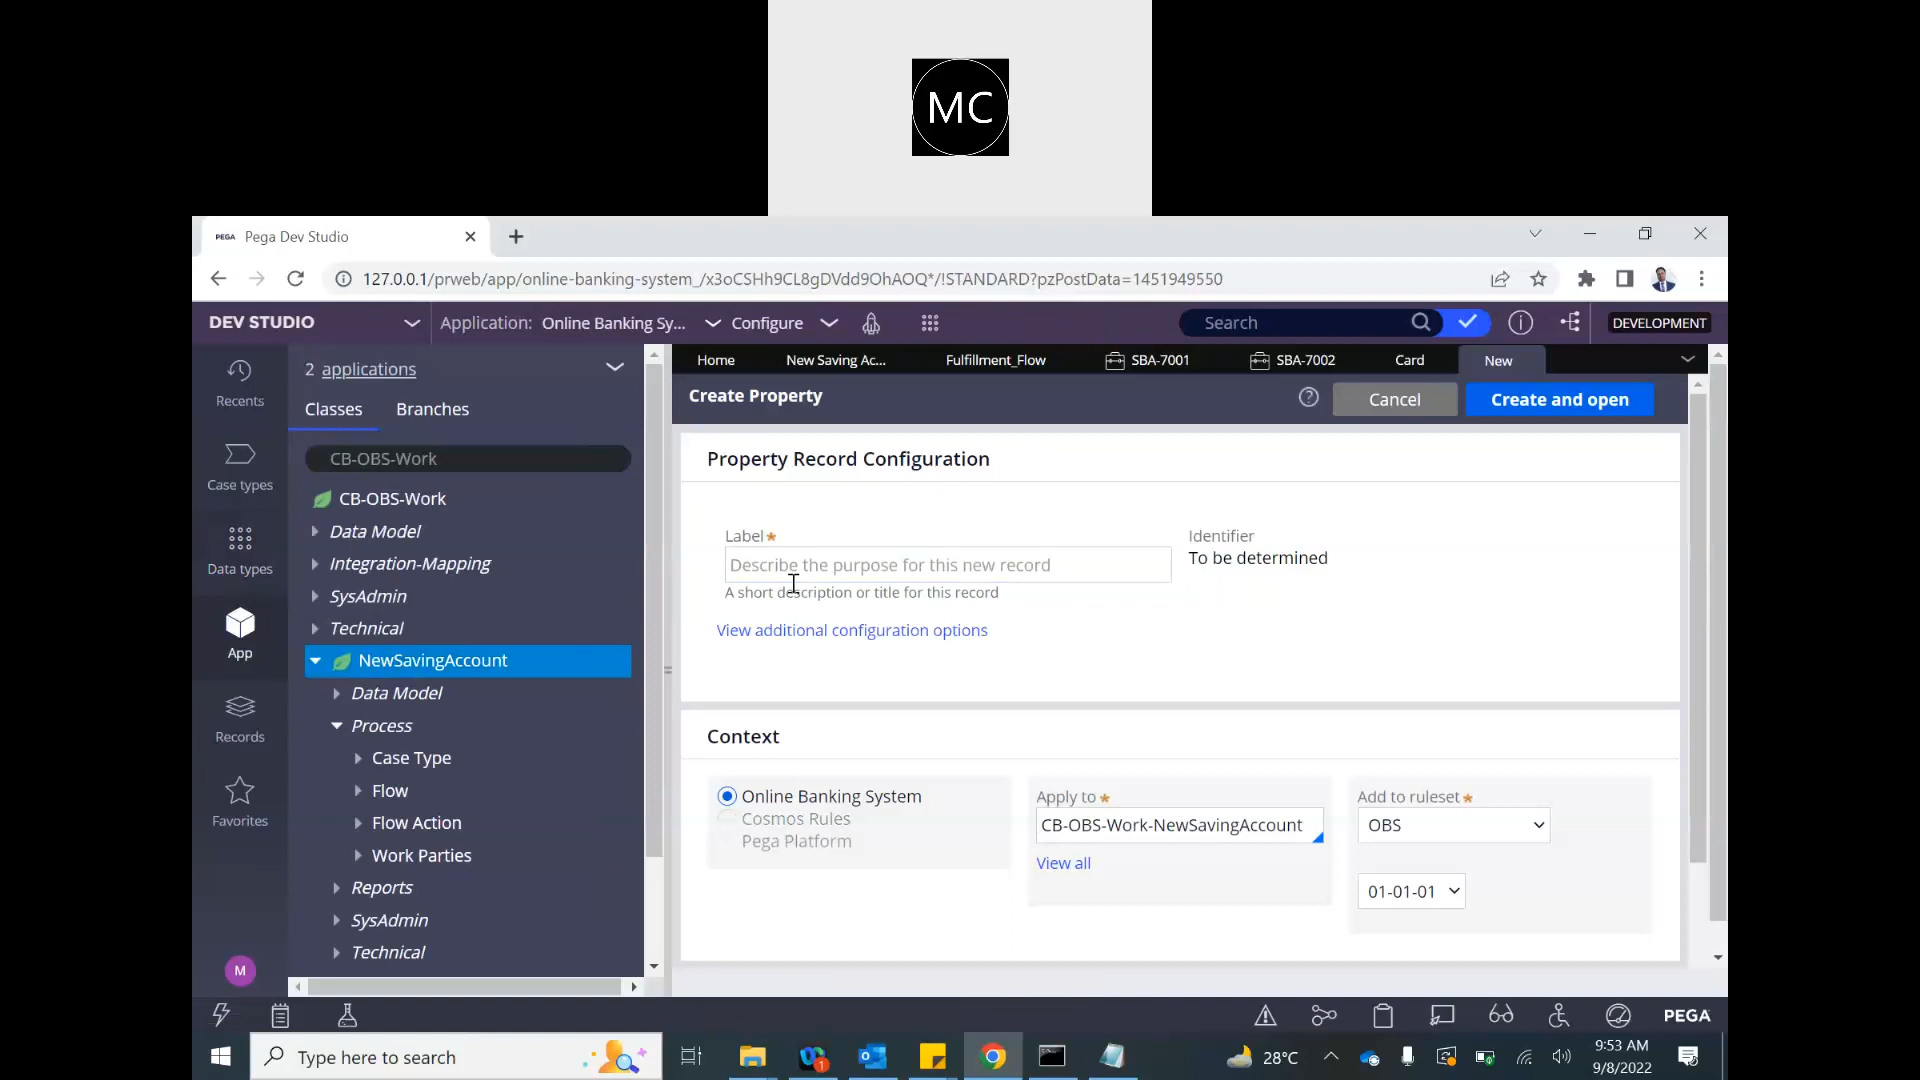 MC
PEGA Pega Dev Studio
127.0.0.1/prweb/app/online-banking-system_/x3oCSHh9CL8gDVdd9OhAOQ*/!STANDARD?pzPostData=1451949550
DEV STUDIO
Application: Online Banking Sy...
Configure
Search
DEVELOPMENT
Recents
Case types
Data types
App
Records
Favorites
M
2 applications
Classes
Branches
CB-OBS-Work
CB-OBS-Work
Data Model
Integration-Mapping
SysAdmin
Technical
NewSavingAccount
Data Model
Process
Case Type
Flow
Flow Action
Work Parties
Reports
SysAdmin
Technical
Home
New Saving Ac...
Fulfillment_Flow
SBA-7001
SBA-7002
Card
New
Create Property
?
Cancel
Create and open
Property Record Configuration
Label*
Describe the purpose for this new record
A short description or title for this record
Identifier
To be determined
View additional configuration options
Context
Online Banking System
Cosmos Rules
Pega Platform
Apply to *
CB-OBS-Work-NewSavingAccount
View all
Add to ruleset*
OBS
01-01-01
PEGA
Type here to search
1
28°C
9:53 AM
9/8/2022